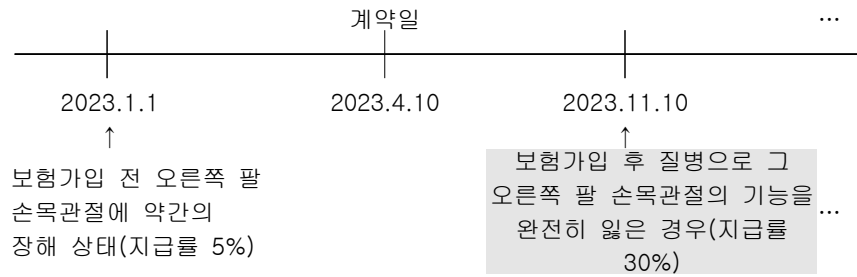 계약일
…
2023.1.1
2023.4.10
2023.11.10
↑
↑
보험가입 전 오른쪽 팔
손목관절에 약간의
장해 상태(지급률 5%)
보험가입 후 질병으로 그
오른쪽 팔 손목관절의 기능을
완전히 잃은 경우(지급률
30%)
…